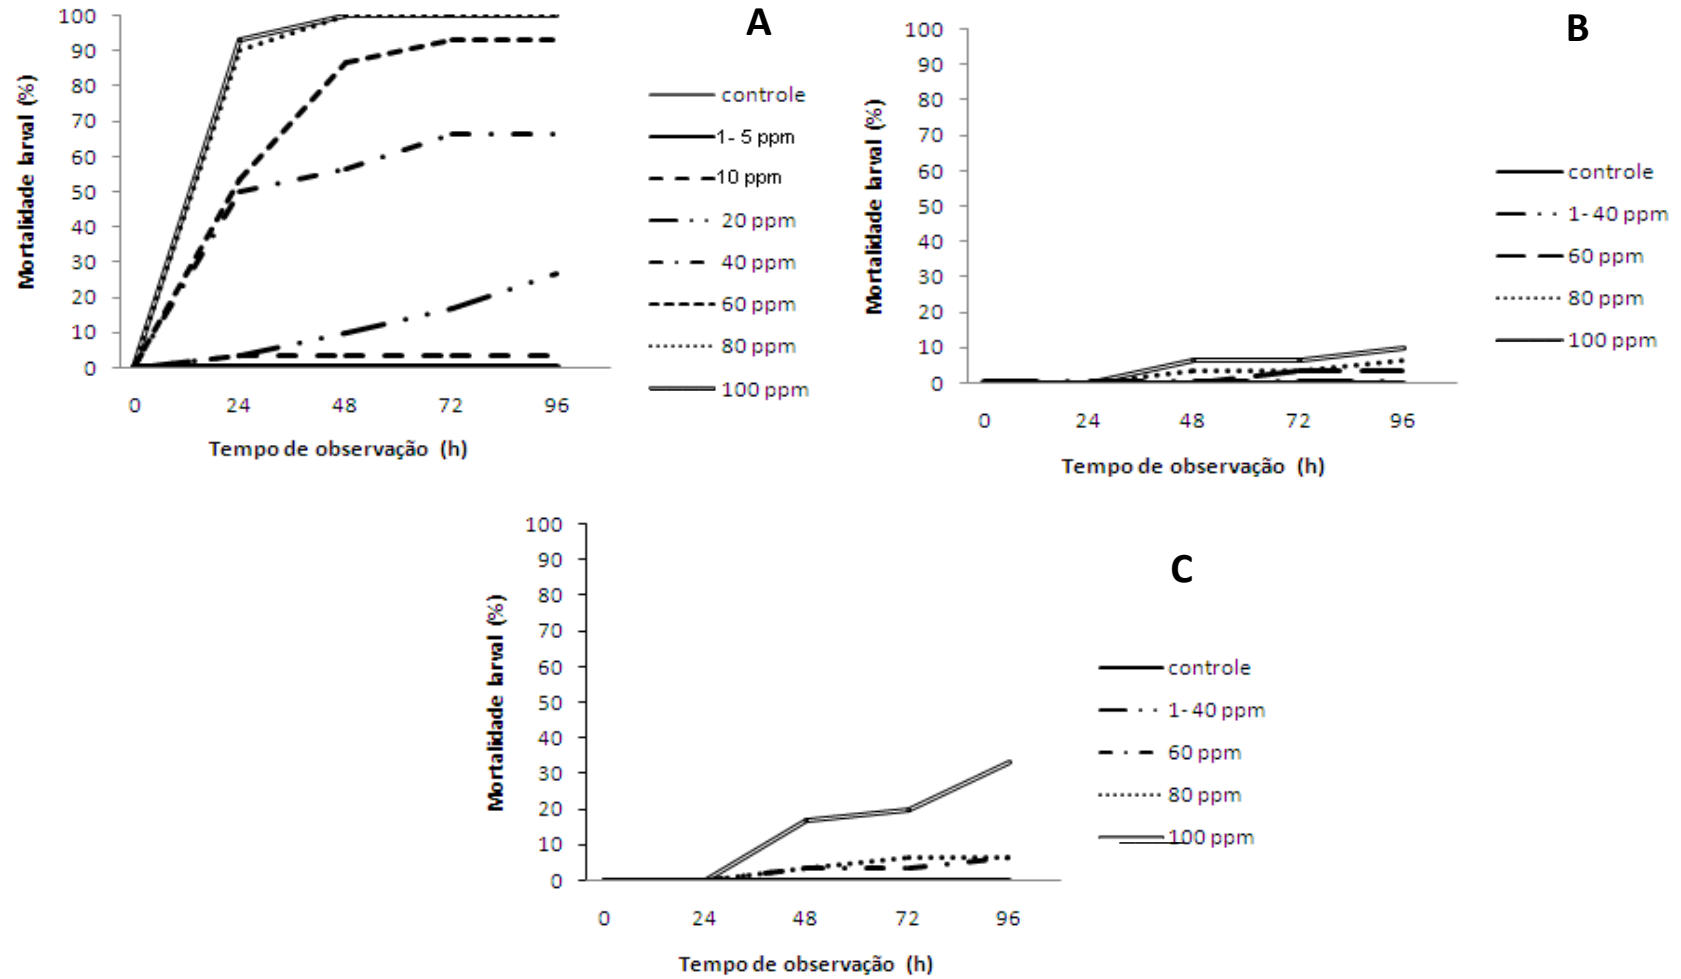 A
Mortalidade larval (%)
100
90
80
70
60
50
40
30
20
10
0
0 24 48 72 96
Tempo de observação (h)
controle
1- 5 ppm
10 ppm
20 ppm
40 ppm
60 ppm
80 ppm
100 ppm
B
Mortalidade larval (%)
100
90
80
70
60
50
40
30
20
10
0
0 24 48 72 96
Tempo de observação (h)
controle
1- 40 ppm
60 ppm
80 ppm
100 ppm
C
Mortalidade larval (%)
100
90
80
70
60
50
40
30
20
10
0
0 24 48 72 96
Tempo de observação (h)
controle
1- 40 ppm
60 ppm
80 ppm
100 ppm